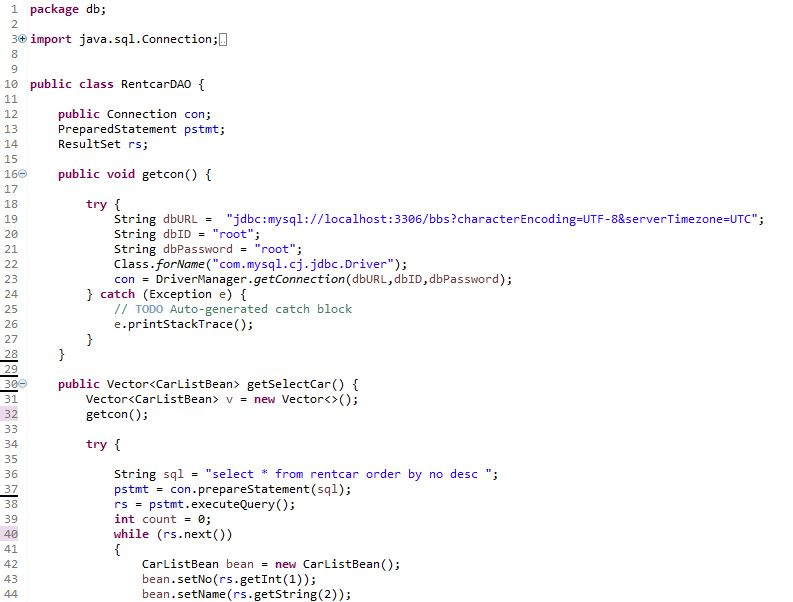 1 package db;
2
3 import java.sql.Connection;
8
9
10 public class RentcarDAO {
11
12     public Connection con;
13     PreparedStatement pstmt;
14     ResultSet rs;
15
16     public void getcon() {
17
18         try {
19             String dbURL =  "jdbc:mysql://localhost:3306/bbs?characterEncoding=UTF-8&serverTimezone=UTC";
20             String dbID = "root";
21             String dbPassword = "root";
22             Class.forName("com.mysql.cj.jdbc.Driver");
23             con = DriverManager.getConnection(dbURL,dbID,dbPassword);
24         } catch (Exception e) {
25             // TODO Auto-generated catch block
26             e.printStackTrace();
27         }
28     }
29
30     public Vector<CarListBean> getSelectCar() {
31         Vector<CarListBean> v = new Vector<>();
32         getcon();
33
34         try {
35
36             String sql = "select * from rentcar order by no desc ";
37             pstmt = con.prepareStatement(sql);
38             rs = pstmt.executeQuery();
39             int count = 0;
40             while (rs.next())
41             {
42                 CarListBean bean = new CarListBean();
43                 bean.setNo(rs.getInt(1));
44                 bean.setName(rs.getString(2));